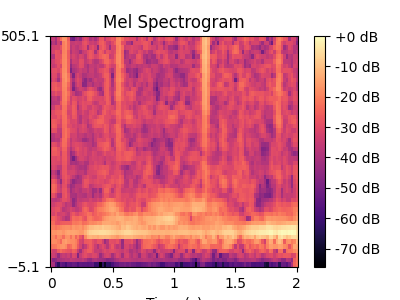 Mel Spectrogram
505.1
-5.1
0
0.5
1
1.5
2
+0 dB
-10 dB
-20 dB
-30 dB
-40 dB
-50 dB
-60 dB
-70 dB